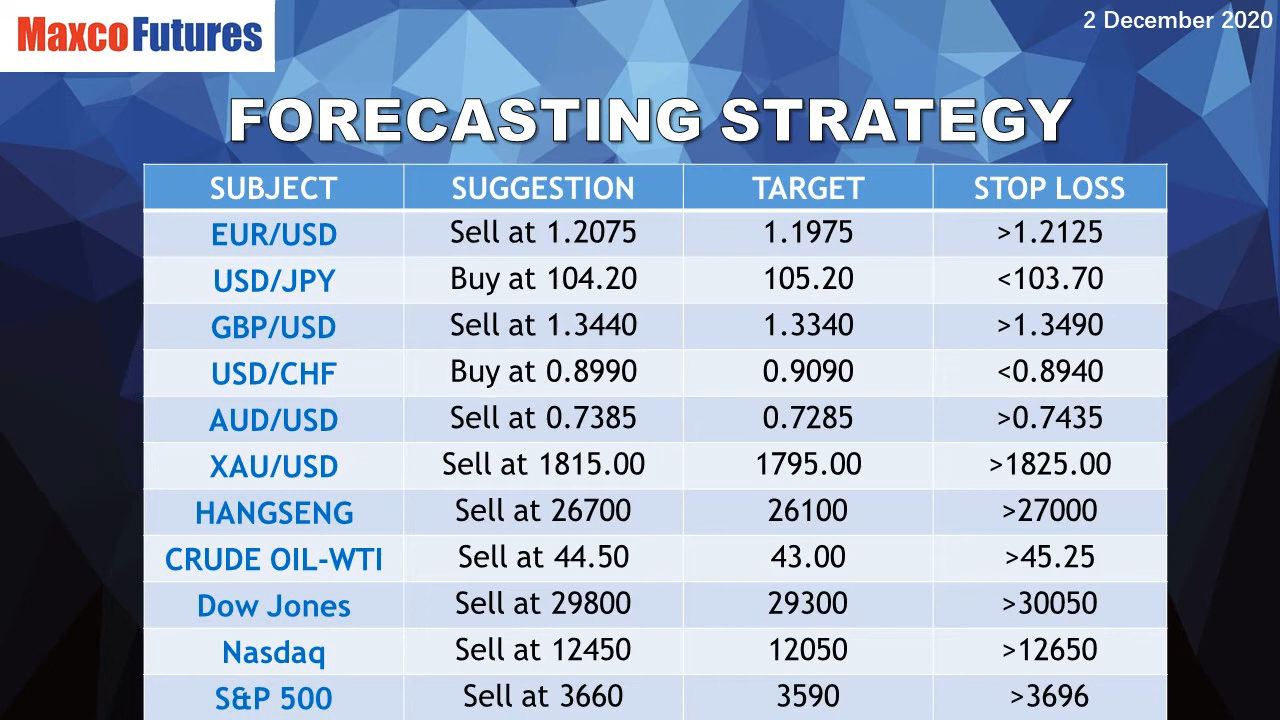 MaxcoFutures
2 December 2020
FORECASTING STRATEGY
SUBJECT SUGGESTION TARGET STOP LOSS
EUR/USD Sell at 1.2075 1.1975 >1.2125
USD/JPY Buy at 104.20 105.20 <103.70
GBP/USD Sell at 1.3440 1.3340 >1.3490
USD/CHF Buy at 0.8990 0.9090 <0.8940
AUD/USD Sell at 0.7385 0.7285 >0.7435
XAU/USD Sell at 1815.00 1795.00 >1825.00
HANGSENG Sell at 26700 26100 >27000
CRUDE OIL-WTI Sell at 44.50 43.00 >45.25
Dow Jones Sell at 29800 29300 >30050
Nasdaq Sell at 12450 12050 >12650
S&P 500 Sell at 3660 3590 >3696